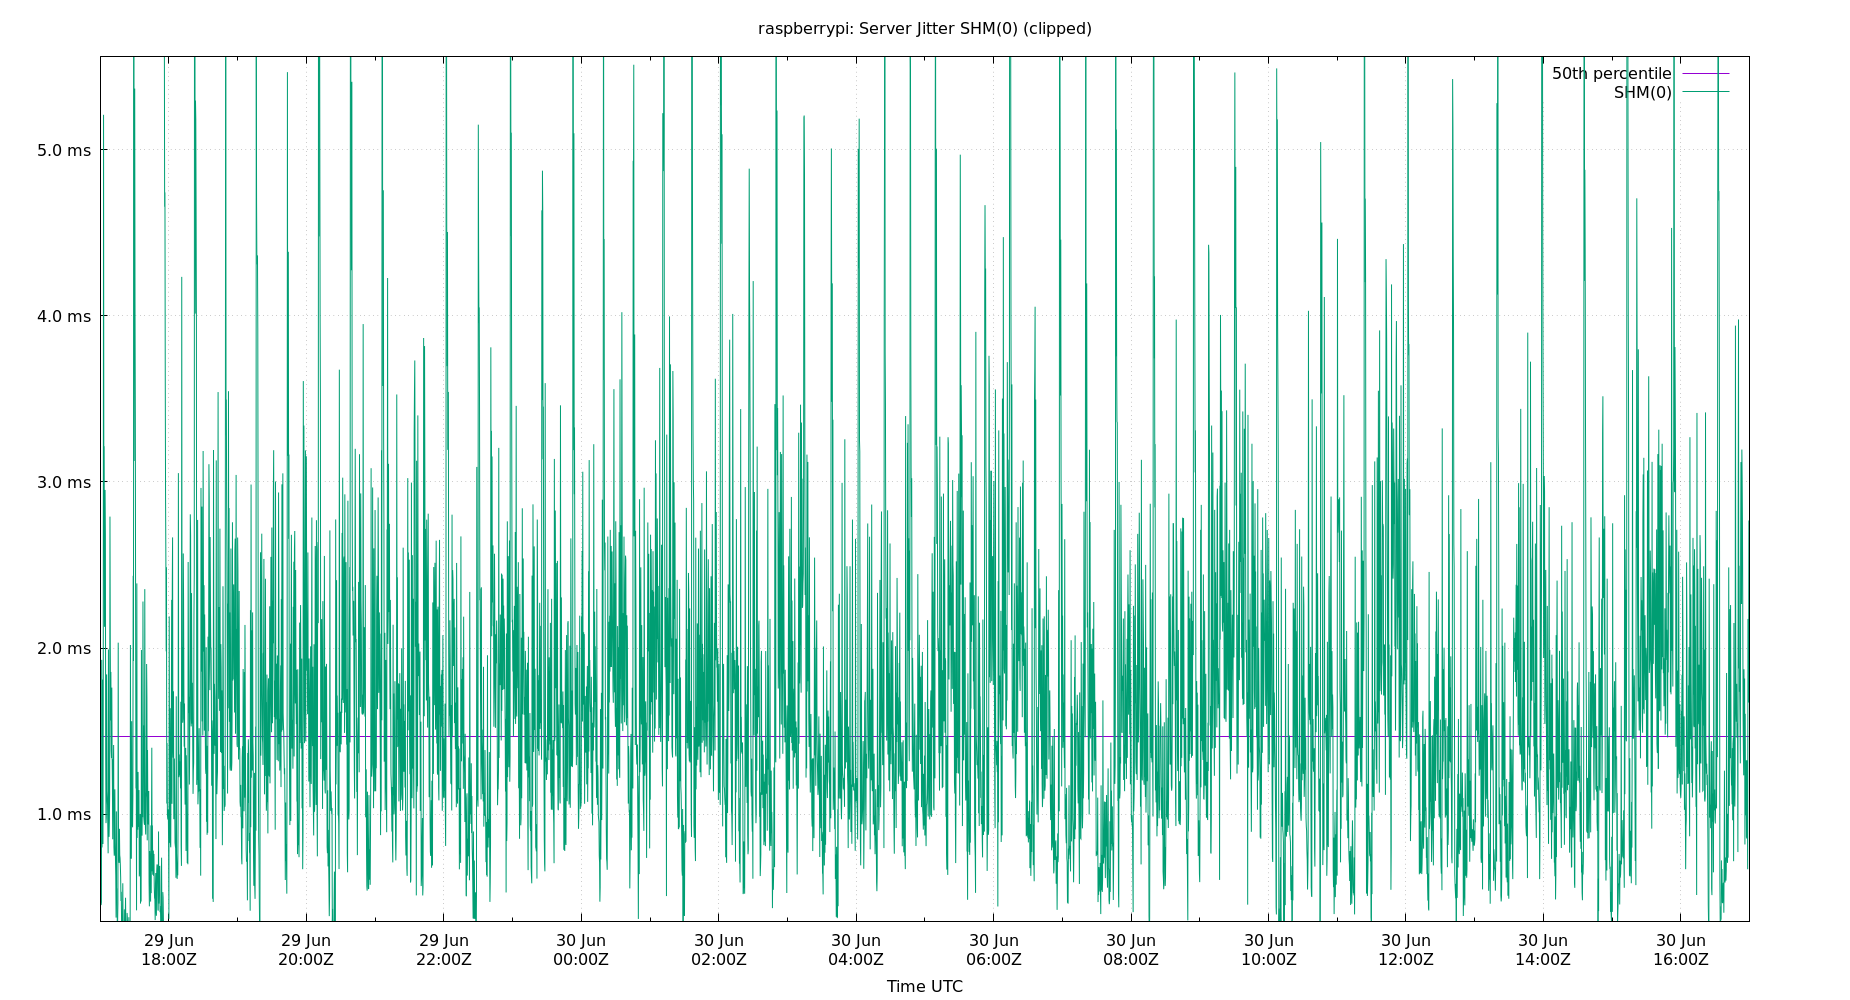 raspberrypi: Server Jitter SHM(0) (clipped)
50th percentile
SHM(0)
5.0 ms
4.0 ms
3.0 ms
2.0 ms
1.0 ms
29 Jun 29 Jun 29 Jun 30 Jun 30 Jun 30 Jun 30 Jun 30 Jun 30 Jun 30 Jun 30 Jun 30 Jun
18:00Z 20:00Z 22:00Z 00:00Z 02:00Z 04:00Z 06:00Z 08:00Z 10:00Z 12:00Z 14:00Z 16:00Z
Time UTC